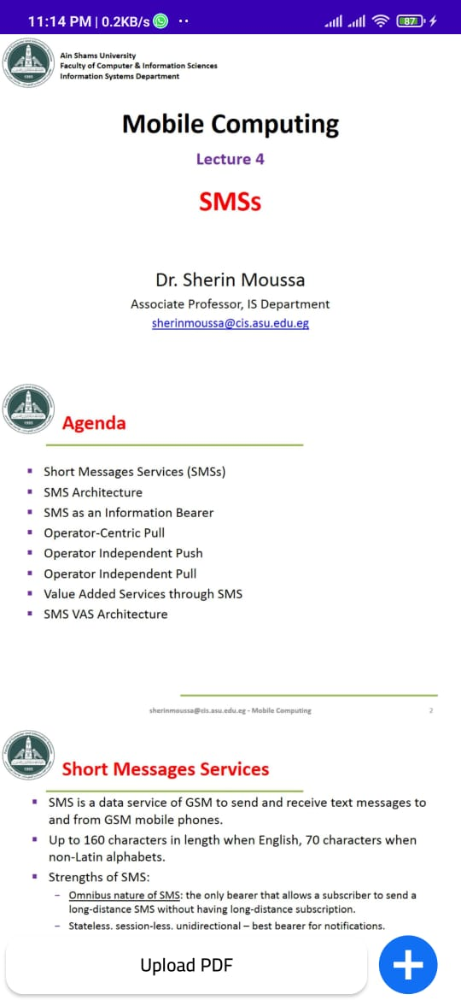 11:14 PM | 0.2KB/s
87
Ain Shams University
Faculty of Computer & Information Sciences
Information Systems Department
Mobile Computing
Lecture 4
SMSs
Dr. Sherin Moussa
Associate Professor, IS Department
sherinmoussa@cis.asu.edu.eg
Agenda
Short Messages Services (SMSs)
SMS Architecture
SMS as an Information Bearer
Operator-Centric Pull
Operator Independent Push
Operator Independent Pull
Value Added Services through SMS
SMS VAS Architecture
sherinmoussa@cis.asu.edu.eg - Mobile Computing
2
Short Messages Services
SMS is a data service of GSM to send and receive text messages to
and from GSM mobile phones.
Up to 160 characters in length when English, 70 characters when
non-Latin alphabets.
Strengths of SMS:
– Omnibus nature of SMS: the only bearer that allows a subscriber to send a
long-distance SMS without having long-distance subscription.
– Stateless, session-less, unidirectional – best bearer for notifications.
Upload PDF